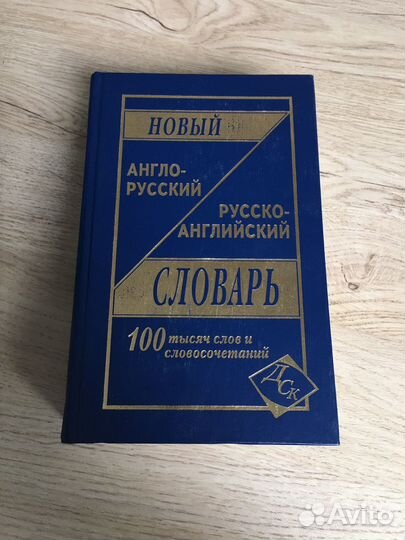 НОВЫЙ
АНГЛО-
РУССКИЙ
РУССКО-
АНГЛИЙСКИЙ
СЛОВАРЬ
100 тысяч слов и
словосочетаний
ДСК
Avito